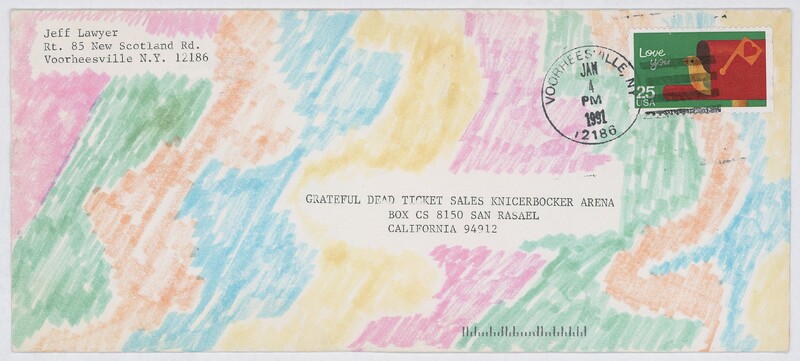 Jeff Lawyer
Rt. 85 New Scotland Rd.
Voorheesville N.Y. 12186
VOORHEESVILLE, NY
JAN
4
PM
1991
12186
Love
you
25
USA
GRATEFUL DEAD TICKET SALES KNICERBOCKER ARENA
BOX CS 8150 SAN RASAEL
CALIFORNIA 94912